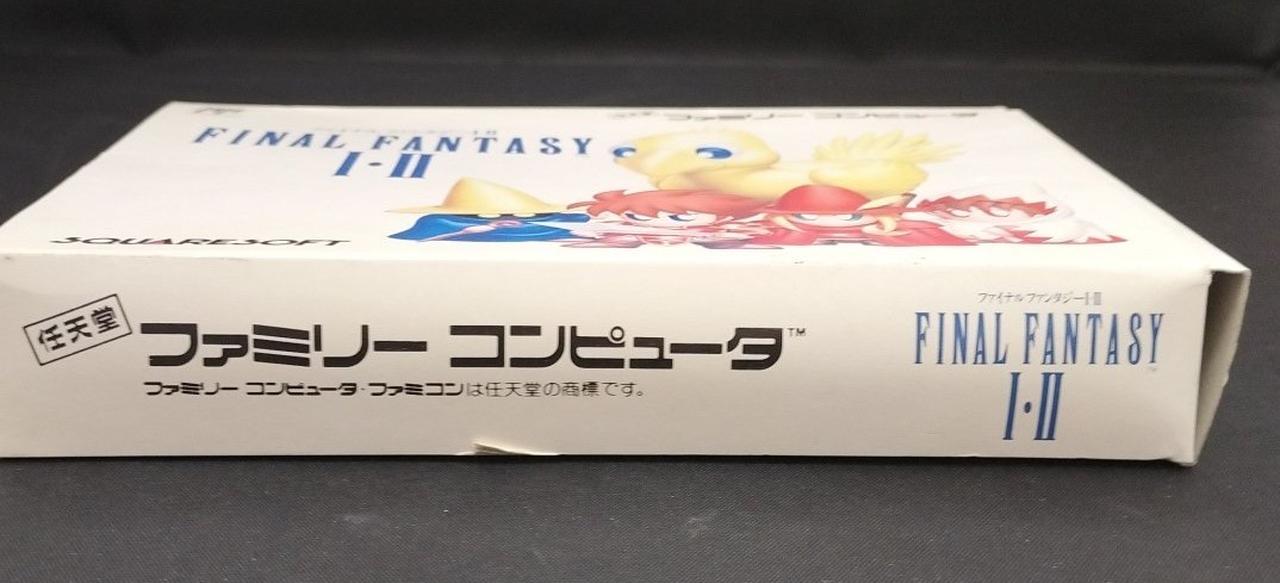 ファミリー コンピュータ
FINAL FANTASY
I・II
SQUARESOFT
任天堂
ファミリー コンピュータ™
ファミリー コンピュータ・ファミコンは任天堂の商標です。
ファイナルファンタジーI・II
FINAL FANTASY™
I・II